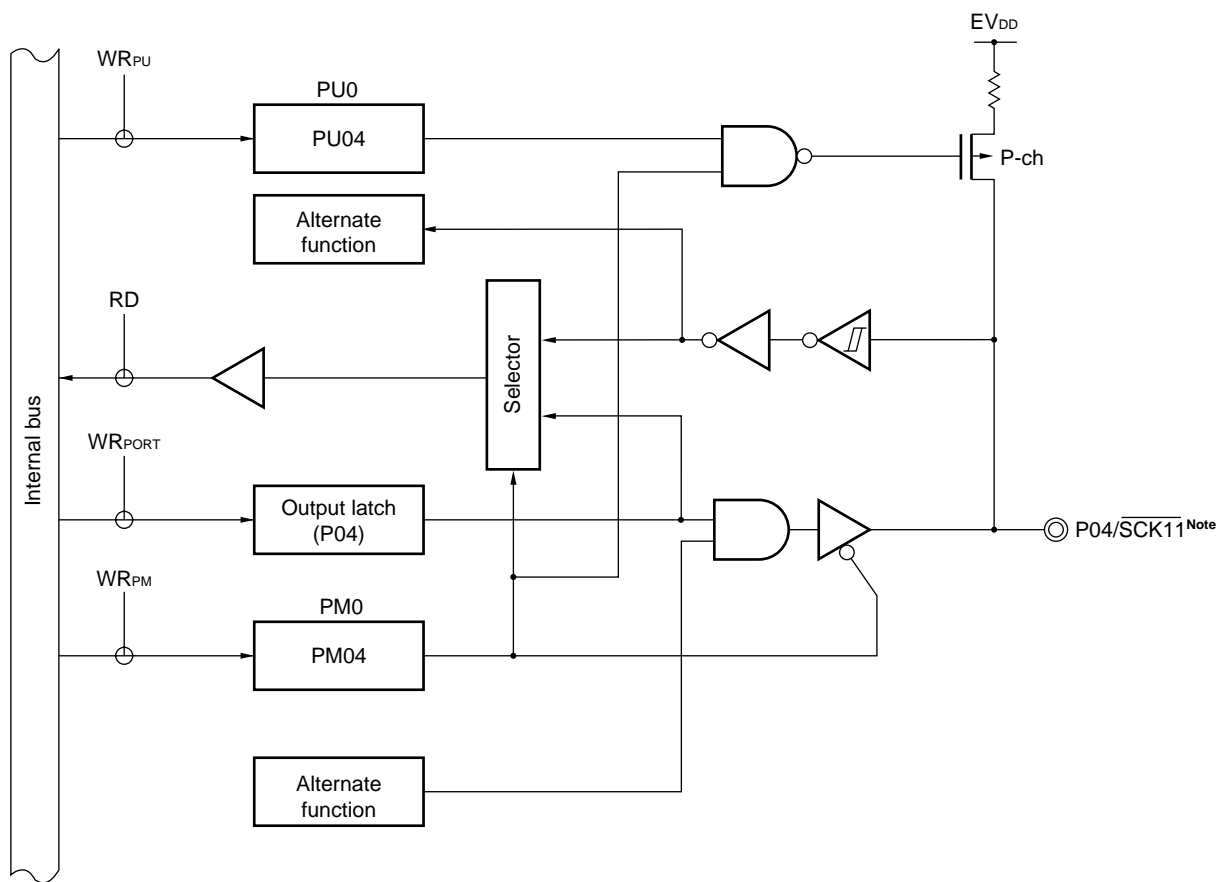 EVDD
WRPU
PU0
PU04
P-ch
Alternate
function
RD
Selector
Internal bus
WRPORT
Output latch
(P04)
P04/SCK11Note
WRPM
PM0
PM04
Alternate
function